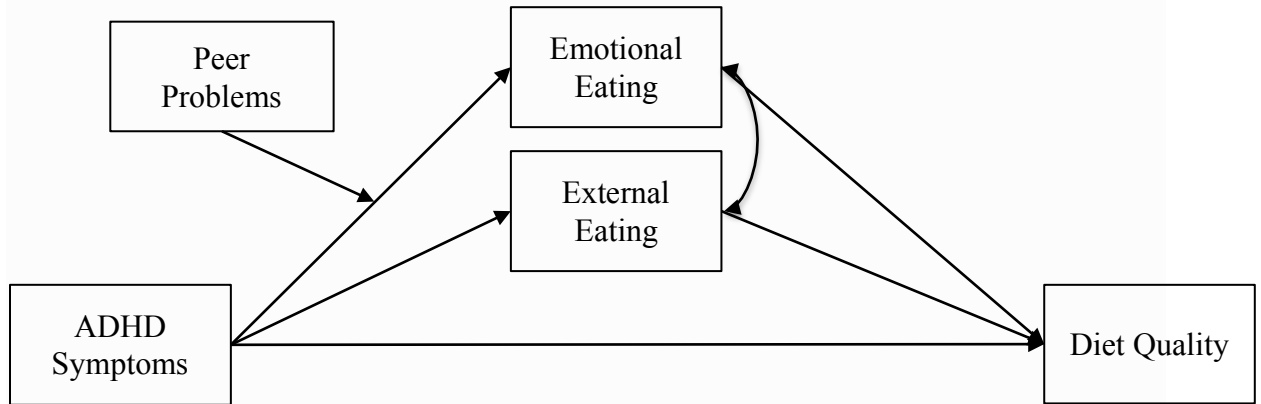 Peer
Problems
Emotional
Eating
External
Eating
ADHD
Symptoms
Diet Quality